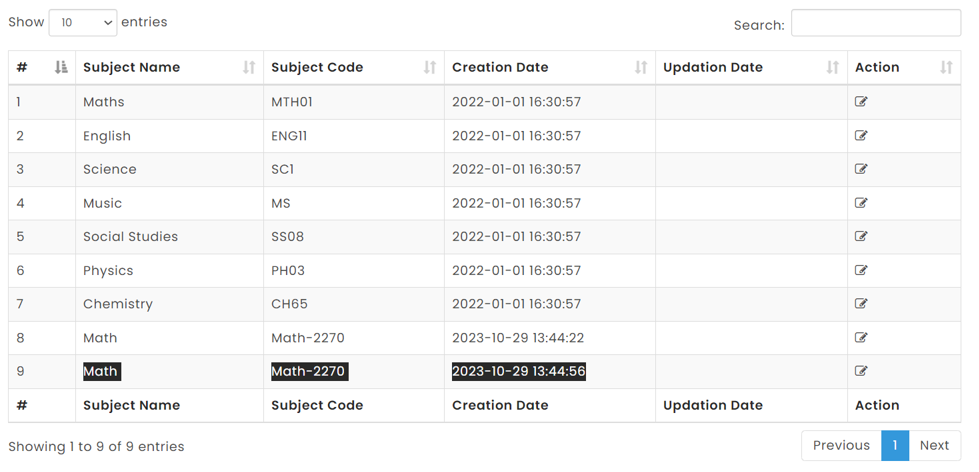 Show 10 entries Search:
# Subject Name Subject Code Creation Date Updation Date Action
1 Maths MTH01 2022-01-01 16:30:57
2 English ENG11 2022-01-01 16:30:57
3 Science SC1 2022-01-01 16:30:57
4 Music MS 2022-01-01 16:30:57
5 Social Studies SS08 2022-01-01 16:30:57
6 Physics PH03 2022-01-01 16:30:57
7 Chemistry CH65 2022-01-01 16:30:57
8 Math Math-2270 2023-10-29 13:44:22
9 Math Math-2270 2023-10-29 13:44:56
# Subject Name Subject Code Creation Date Updation Date Action
Showing 1 to 9 of 9 entries Previous 1 Next